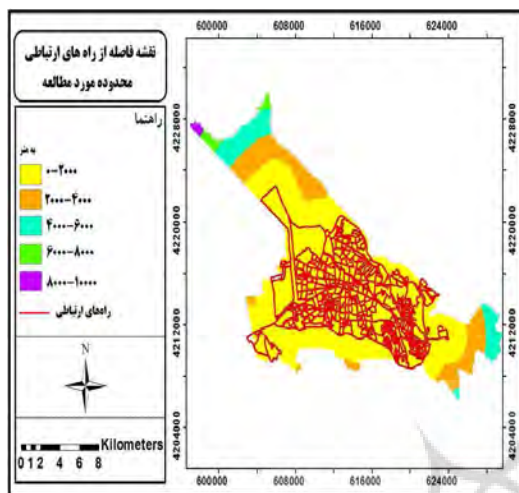 نقشه فاصله از راه های ارتباطی
محدوده مورد مطالعه
راهنما
به متر
۰-۲۰۰۰
۲۰۰۰-۴۰۰۰
۴۰۰۰-۶۰۰۰
۶۰۰۰-۸۰۰۰
۸۰۰۰-۱۰۰۰۰
راه‌های ارتباطی
N
Kilometers
0 1 2 4 6 8
600000 608000 616000 624000
4228000
4220000
4212000
4204000
4228000
4220000
4212000
4204000
600000 608000 616000 624000